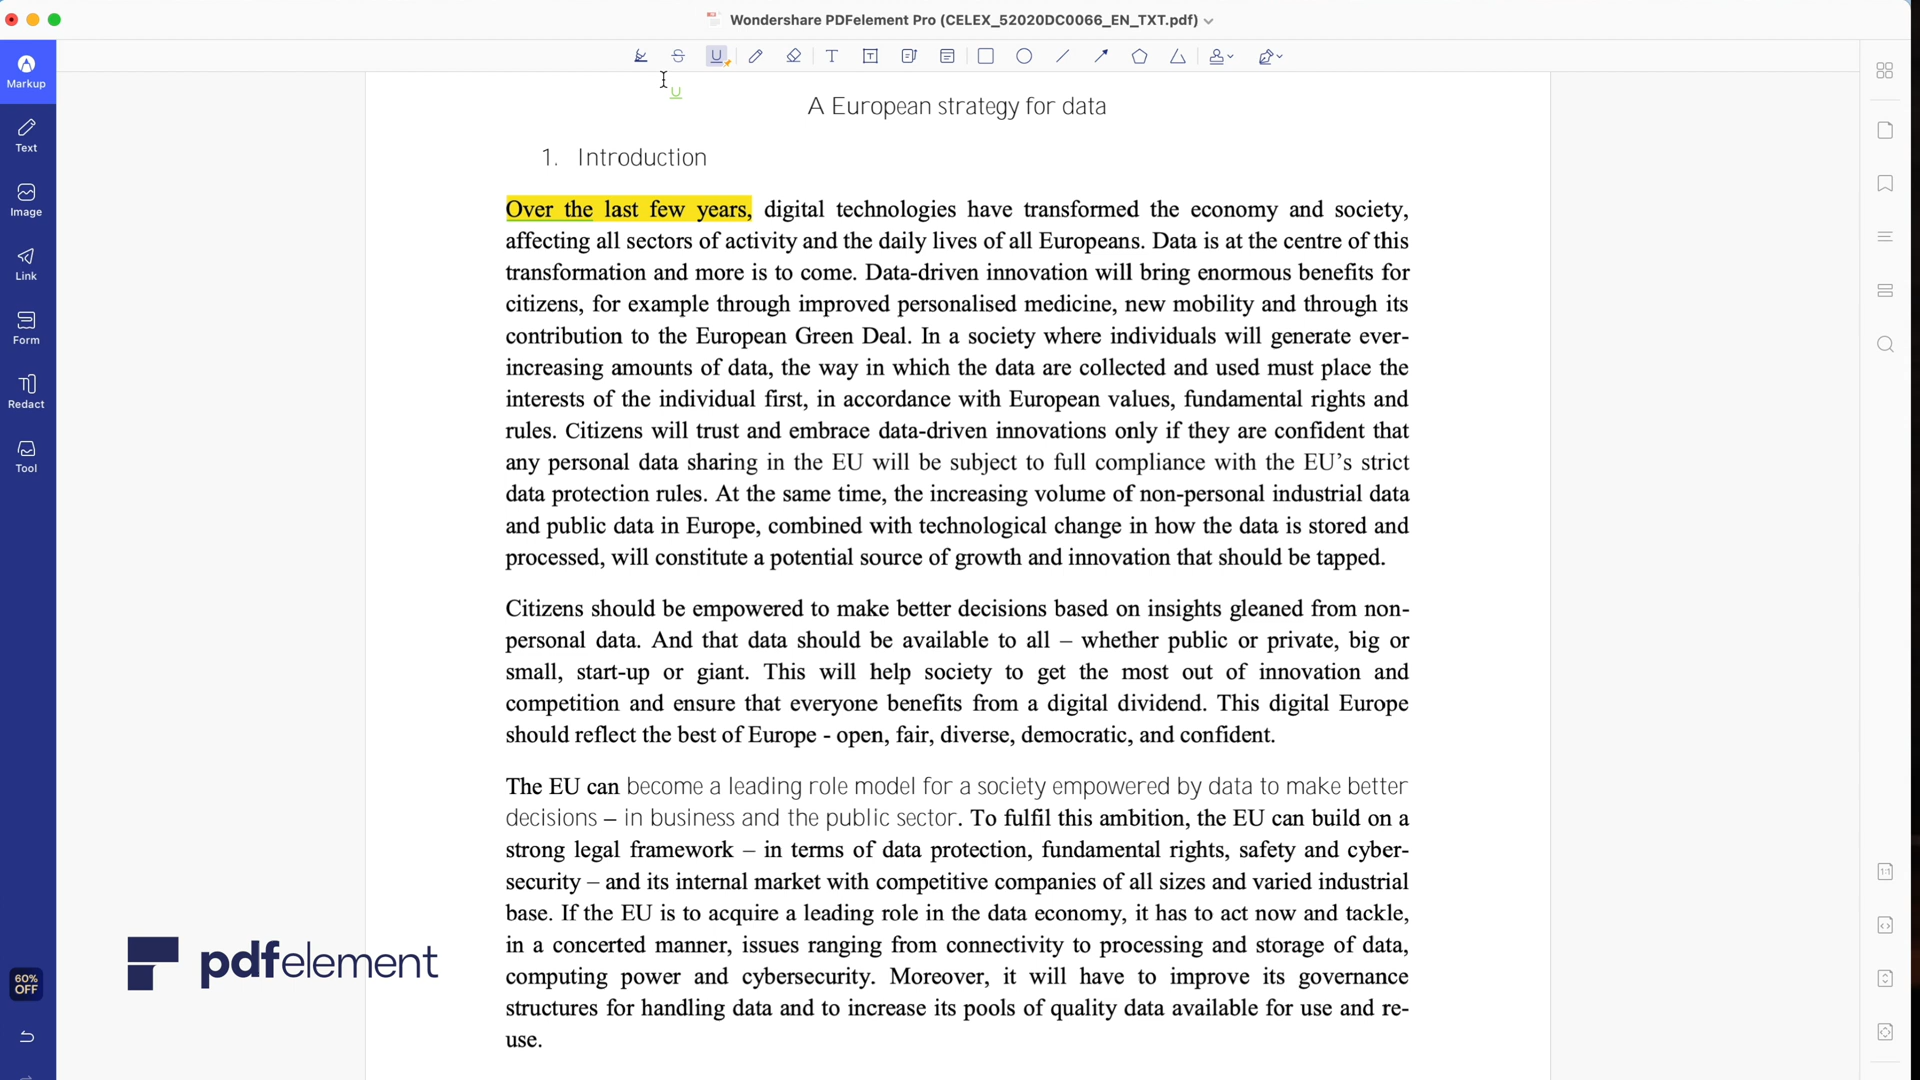 Wondershare PDFelement Pro (CELEX_52020DC0066_EN_TXT.pdf)
Markup
Text
Image
Link
Form
Redact
Tool
60%
OFF
U
A European strategy for data
1. Introduction
Over the last few years, digital technologies have transformed the economy and society,
affecting all sectors of activity and the daily lives of all Europeans. Data is at the centre of this
transformation and more is to come. Data-driven innovation will bring enormous benefits for
citizens, for example through improved personalised medicine, new mobility and through its
contribution to the European Green Deal. In a society where individuals will generate ever-
increasing amounts of data, the way in which the data are collected and used must place the
interests of the individual first, in accordance with European values, fundamental rights and
rules. Citizens will trust and embrace data-driven innovations only if they are confident that
any personal data sharing in the EU will be subject to full compliance with the EU’s strict
data protection rules. At the same time, the increasing volume of non-personal industrial data
and public data in Europe, combined with technological change in how the data is stored and
processed, will constitute a potential source of growth and innovation that should be tapped.
Citizens should be empowered to make better decisions based on insights gleaned from non-
personal data. And that data should be available to all – whether public or private, big or
small, start-up or giant. This will help society to get the most out of innovation and
competition and ensure that everyone benefits from a digital dividend. This digital Europe
should reflect the best of Europe - open, fair, diverse, democratic, and confident.
The EU can become a leading role model for a society empowered by data to make better
decisions – in business and the public sector. To fulfil this ambition, the EU can build on a
strong legal framework – in terms of data protection, fundamental rights, safety and cyber-
security – and its internal market with competitive companies of all sizes and varied industrial
base. If the EU is to acquire a leading role in the data economy, it has to act now and tackle,
in a concerted manner, issues ranging from connectivity to processing and storage of data,
computing power and cybersecurity. Moreover, it will have to improve its governance
structures for handling data and to increase its pools of quality data available for use and re-
use.
pdfelement